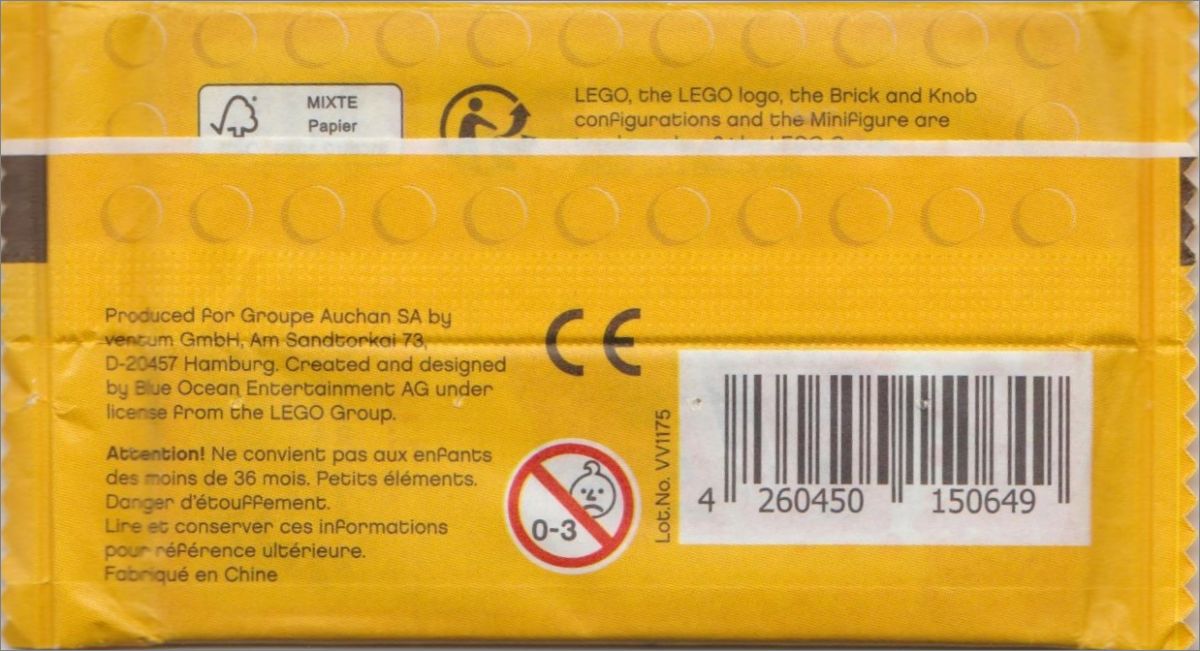 MIXTE
Papier
LEGO, the LEGO logo, the Brick and Knob
configurations and the Minifigure are
Produced for Groupe Auchan SA by
ventum GmbH, Am Sandtorkai 73,
D-20457 Hamburg. Created and designed
by Blue Ocean Entertainment AG under
license from the LEGO Group.
CE
Attention! Ne convient pas aux enfants
des moins de 36 mois. Petits éléments.
Danger d'étouffement.
Lire et conserver ces informations
pour référence ultérieure.
Fabriqué en Chine
0-3
Lot.No. VV1175
4 260450 150649